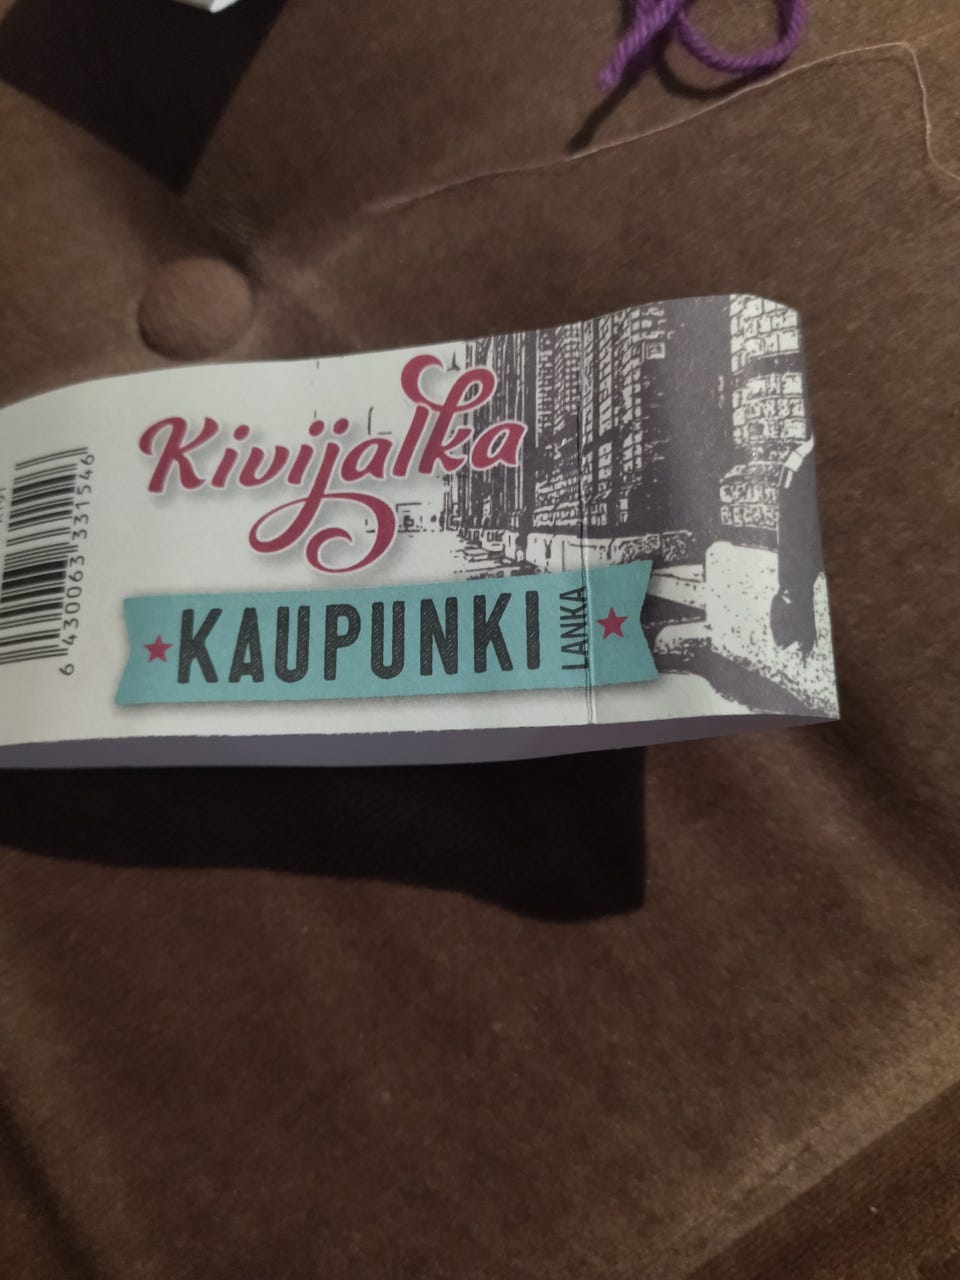 Kivijalka
KAUPUNKI
LANKA
6 430063 331546